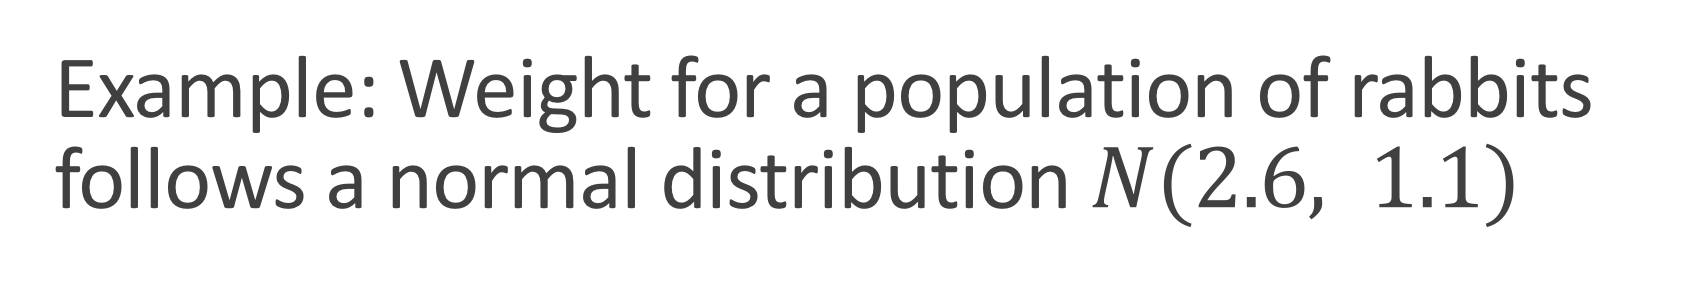 Example: Weight for a population of rabbits
follows a normal distribution N(2.6, 1.1)